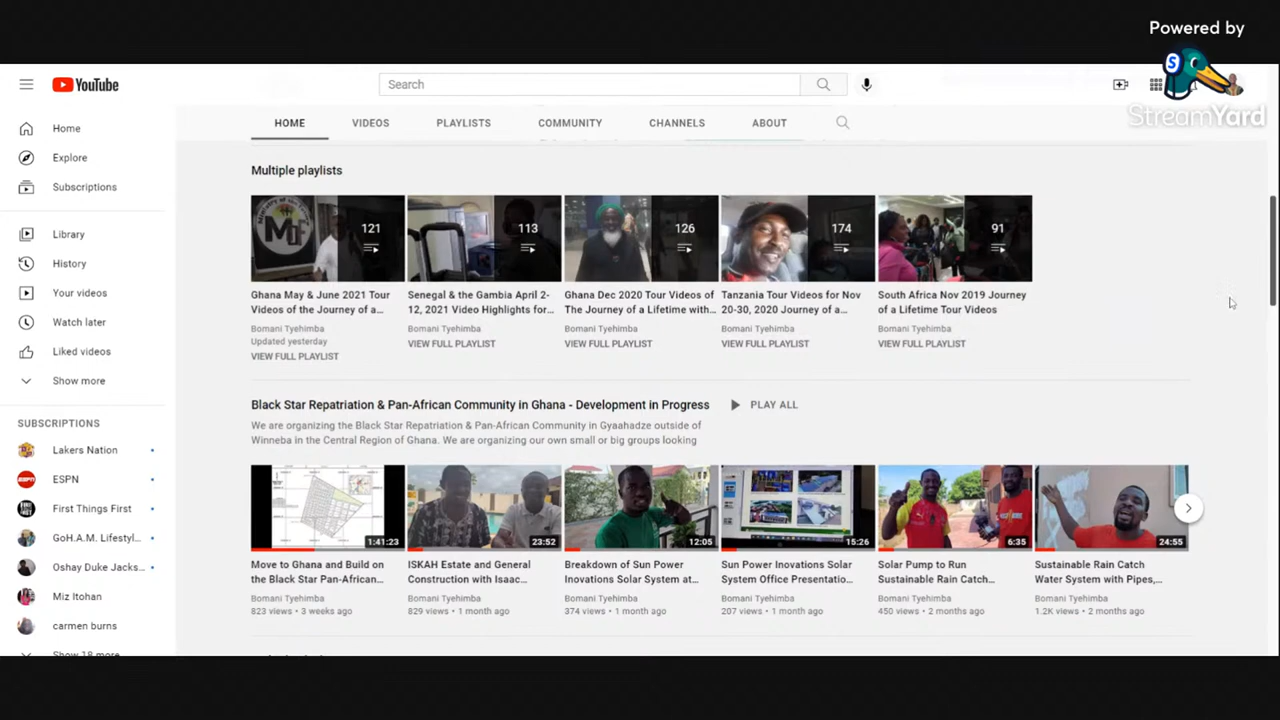 Powered by
StreamYard
YouTube
Search
HOME VIDEOS PLAYLISTS COMMUNITY CHANNELS ABOUT
Home
Explore
Subscriptions
Library
History
Your videos
Watch later
Liked videos
Show more
SUBSCRIPTIONS
Lakers Nation
ESPN
First Things First
GoH.A.M. Lifestyl...
Oshay Duke Jacks...
Miz Itohan
carmen burns
Show 18 more
Multiple playlists
121
Ghana May & June 2021 Tour
Videos of the Journey of a...
Bomani Tyehimba
Updated yesterday
VIEW FULL PLAYLIST
113
Senegal & the Gambia April 2-
12, 2021 Video Highlights for...
Bomani Tyehimba
VIEW FULL PLAYLIST
126
Ghana Dec 2020 Tour Videos of
The Journey of a Lifetime with...
Bomani Tyehimba
VIEW FULL PLAYLIST
174
Tanzania Tour Videos for Nov
20-30, 2020 Journey of a...
Bomani Tyehimba
VIEW FULL PLAYLIST
91
South Africa Nov 2019 Journey
of a Lifetime Tour Videos
Bomani Tyehimba
VIEW FULL PLAYLIST
Black Star Repatriation & Pan-African Community in Ghana - Development in Progress PLAY ALL
We are organizing the Black Star Repatriation & Pan-African Community in Gyaahadze outside of
Winneba in the Central Region of Ghana. We are organizing our own small or big groups looking
1:41:23
Move to Ghana and Build on
the Black Star Pan-African...
Bomani Tyehimba
823 views • 3 weeks ago
23:52
ISKAH Estate and General
Construction with Isaac...
Bomani Tyehimba
829 views • 1 month ago
12:05
Breakdown of Sun Power
Inovations Solar System at...
Bomani Tyehimba
374 views • 1 month ago
15:26
Sun Power Inovations Solar
System Office Presentatio...
Bomani Tyehimba
207 views • 1 month ago
6:35
Solar Pump to Run
Sustainable Rain Catch...
Bomani Tyehimba
450 views • 2 months ago
24:55
Sustainable Rain Catch
Water System with Pipes,...
Bomani Tyehimba
1.2K views • 2 months ago